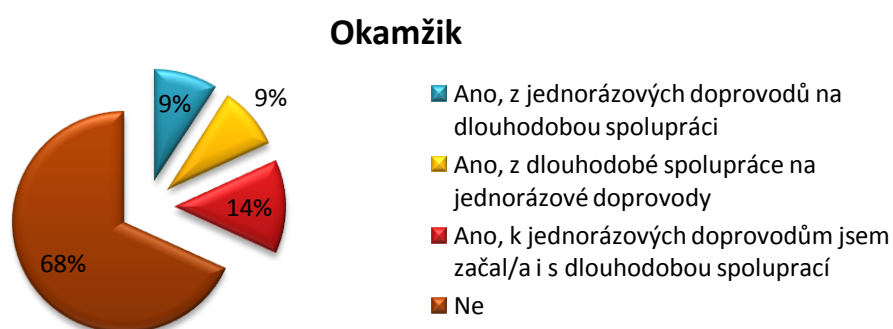 Okamžik
9%
9%
14%
68%
Ano, z jednorázových doprovodů na
dlouhodobou spolupráci
Ano, z dlouhodobé spolupráce na
jednorázové doprovody
Ano, k jednorázových doprovodům jsem
začal/a i s dlouhodobou spoluprací
Ne